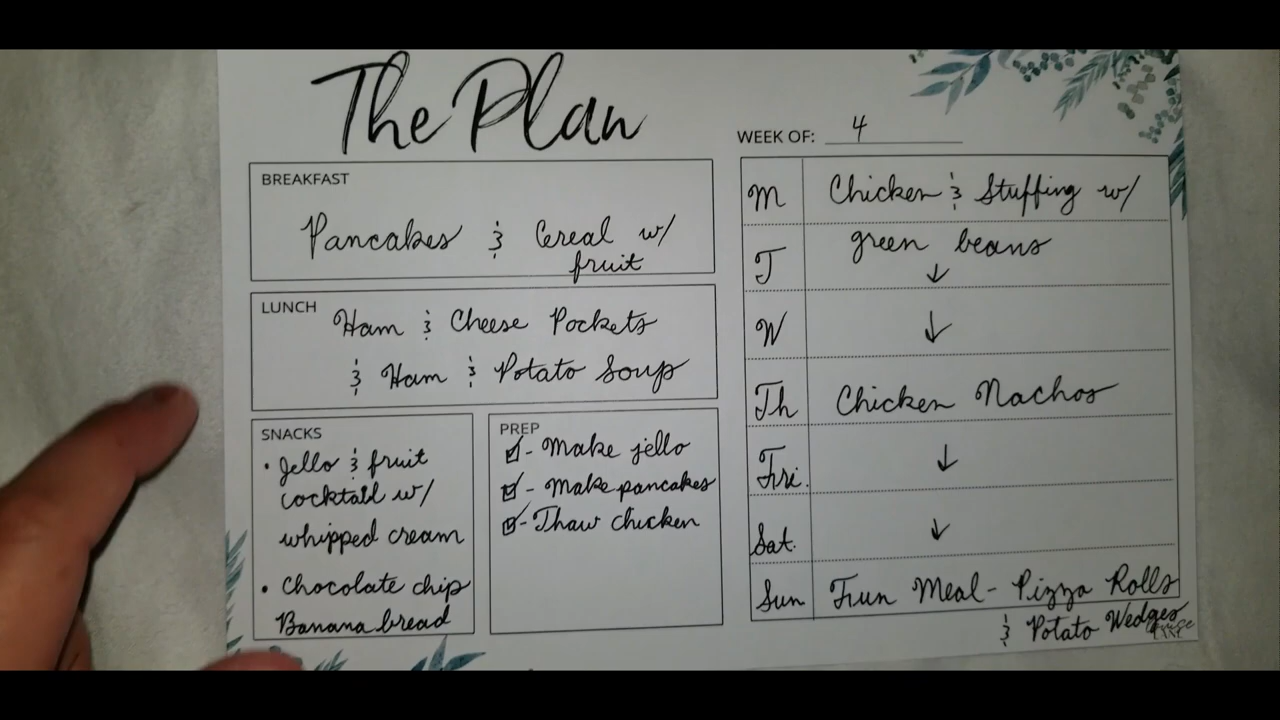 The Plan
WEEK OF: 4
BREAKFAST
Pancakes & Cereal w/
fruit
LUNCH
Ham & Cheese Pockets
& Ham & Potato Soup
SNACKS
• Jello & fruit
cocktail w/
whipped cream
• Chocolate chip
Banana bread
PREP
☑ - Make jello
☑ - Make pancakes
☑ - Thaw chicken
M Chicken & Stuffing w/
T green beans
↓
W ↓
Th Chicken Nachos
Fri. ↓
Sat. ↓
Sun Fun Meal - Pizza Rolls
& Potato Wedges